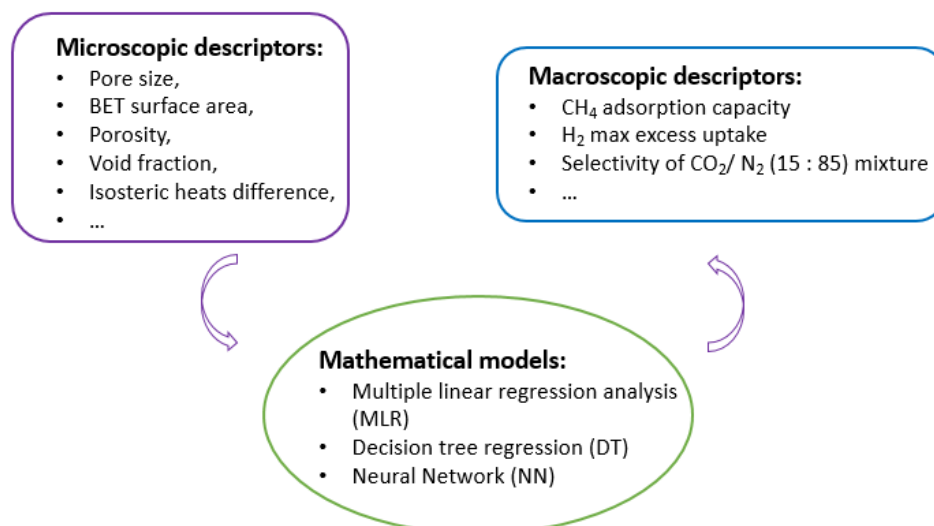 Microscopic descriptors:
• Pore size,
• BET surface area,
• Porosity,
• Void fraction,
• Isosteric heats difference,
• ...
Macroscopic descriptors:
• CH₄ adsorption capacity
• H₂ max excess uptake
• Selectivity of CO₂/ N₂ (15 : 85) mixture
• ...
Mathematical models:
• Multiple linear regression analysis
(MLR)
• Decision tree regression (DT)
• Neural Network (NN)